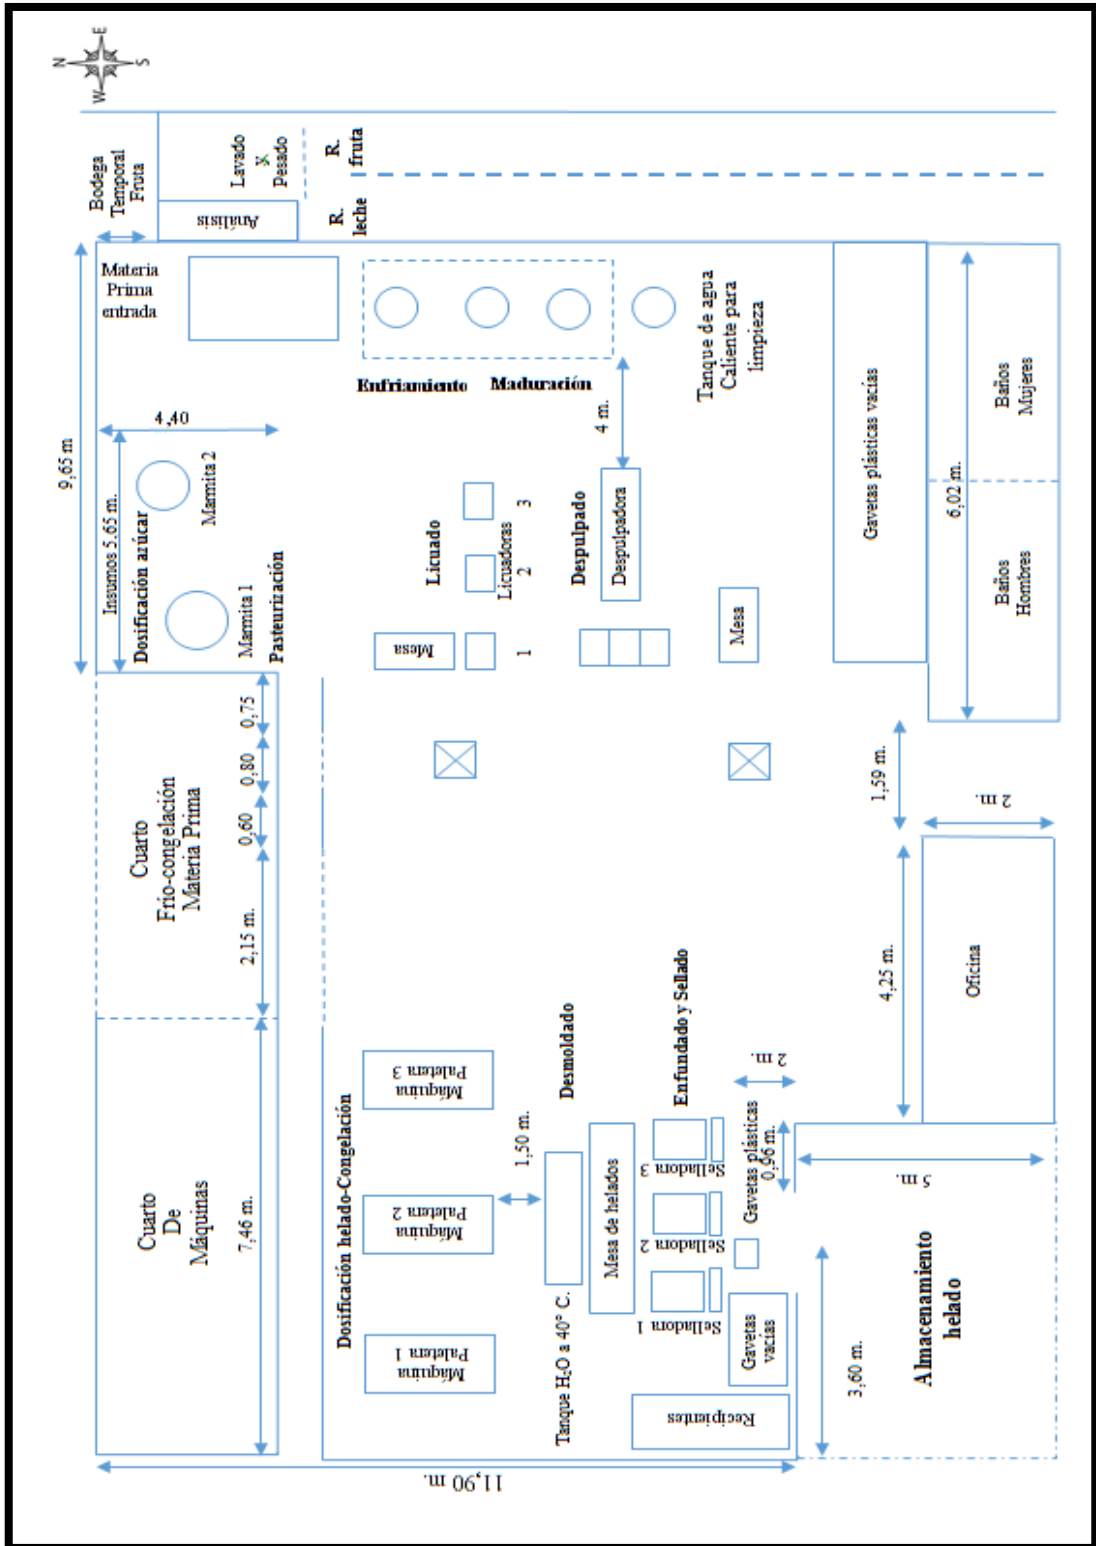 N
E
S
W
Cuarto
De
Máquinas
7,46 m.
Cuarto
Frio-congelación
Materia Prima
2,15 m.
0,60
0,80
0,75
9,65 m
Insumos 5.65 m.
4,40
Dosificación azúcar
Marmita 1
Marmita 2
Pasteurización
Materia
Prima
entrada
Bodega
Temporal
Fruta
Análisis
Lavado
y
Pesado
R.
leche
R.
fruta
Dosificación helado-Congelación
Máquina
Paletera 1
Máquina
Paletera 2
Máquina
Paletera 3
1,50 m.
Enfriamiento
Maduración
Licuado
Mesa
Licuadoras
1
2
3
Despulpado
Despulpadora
4 m.
Tanque de agua
Caliente para
limpieza
Mesa
Desmoldado
Tanque H₂O a 40° C.
Mesa de helados
Enfundado y Sellado
Selladora 1
Selladora 2
Selladora 3
Recipientes
Gavetas
vacías
Gavetas plásticas
0,96 m.
2 m.
Gavetas plásticas vacías
11,90 m.
3,60 m.
5 m.
Almacenamiento
helado
4,25 m.
Oficina
1,59 m.
2 m.
6,02 m.
Baños
Hombres
Baños
Mujeres